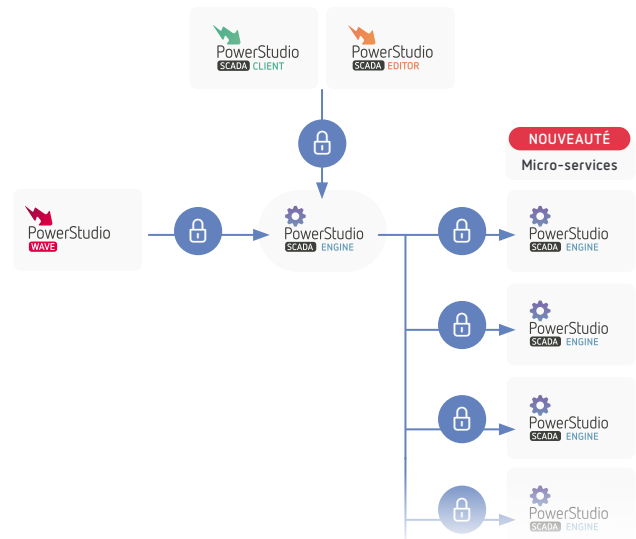 PowerStudio
SCADA CLIENT
PowerStudio
SCADA EDITOR
NOUVEAUTÉ
Micro-services
PowerStudio
WAVE
PowerStudio
SCADA ENGINE
PowerStudio
SCADA ENGINE
PowerStudio
SCADA ENGINE
PowerStudio
SCADA ENGINE
PowerStudio
SCADA ENGINE